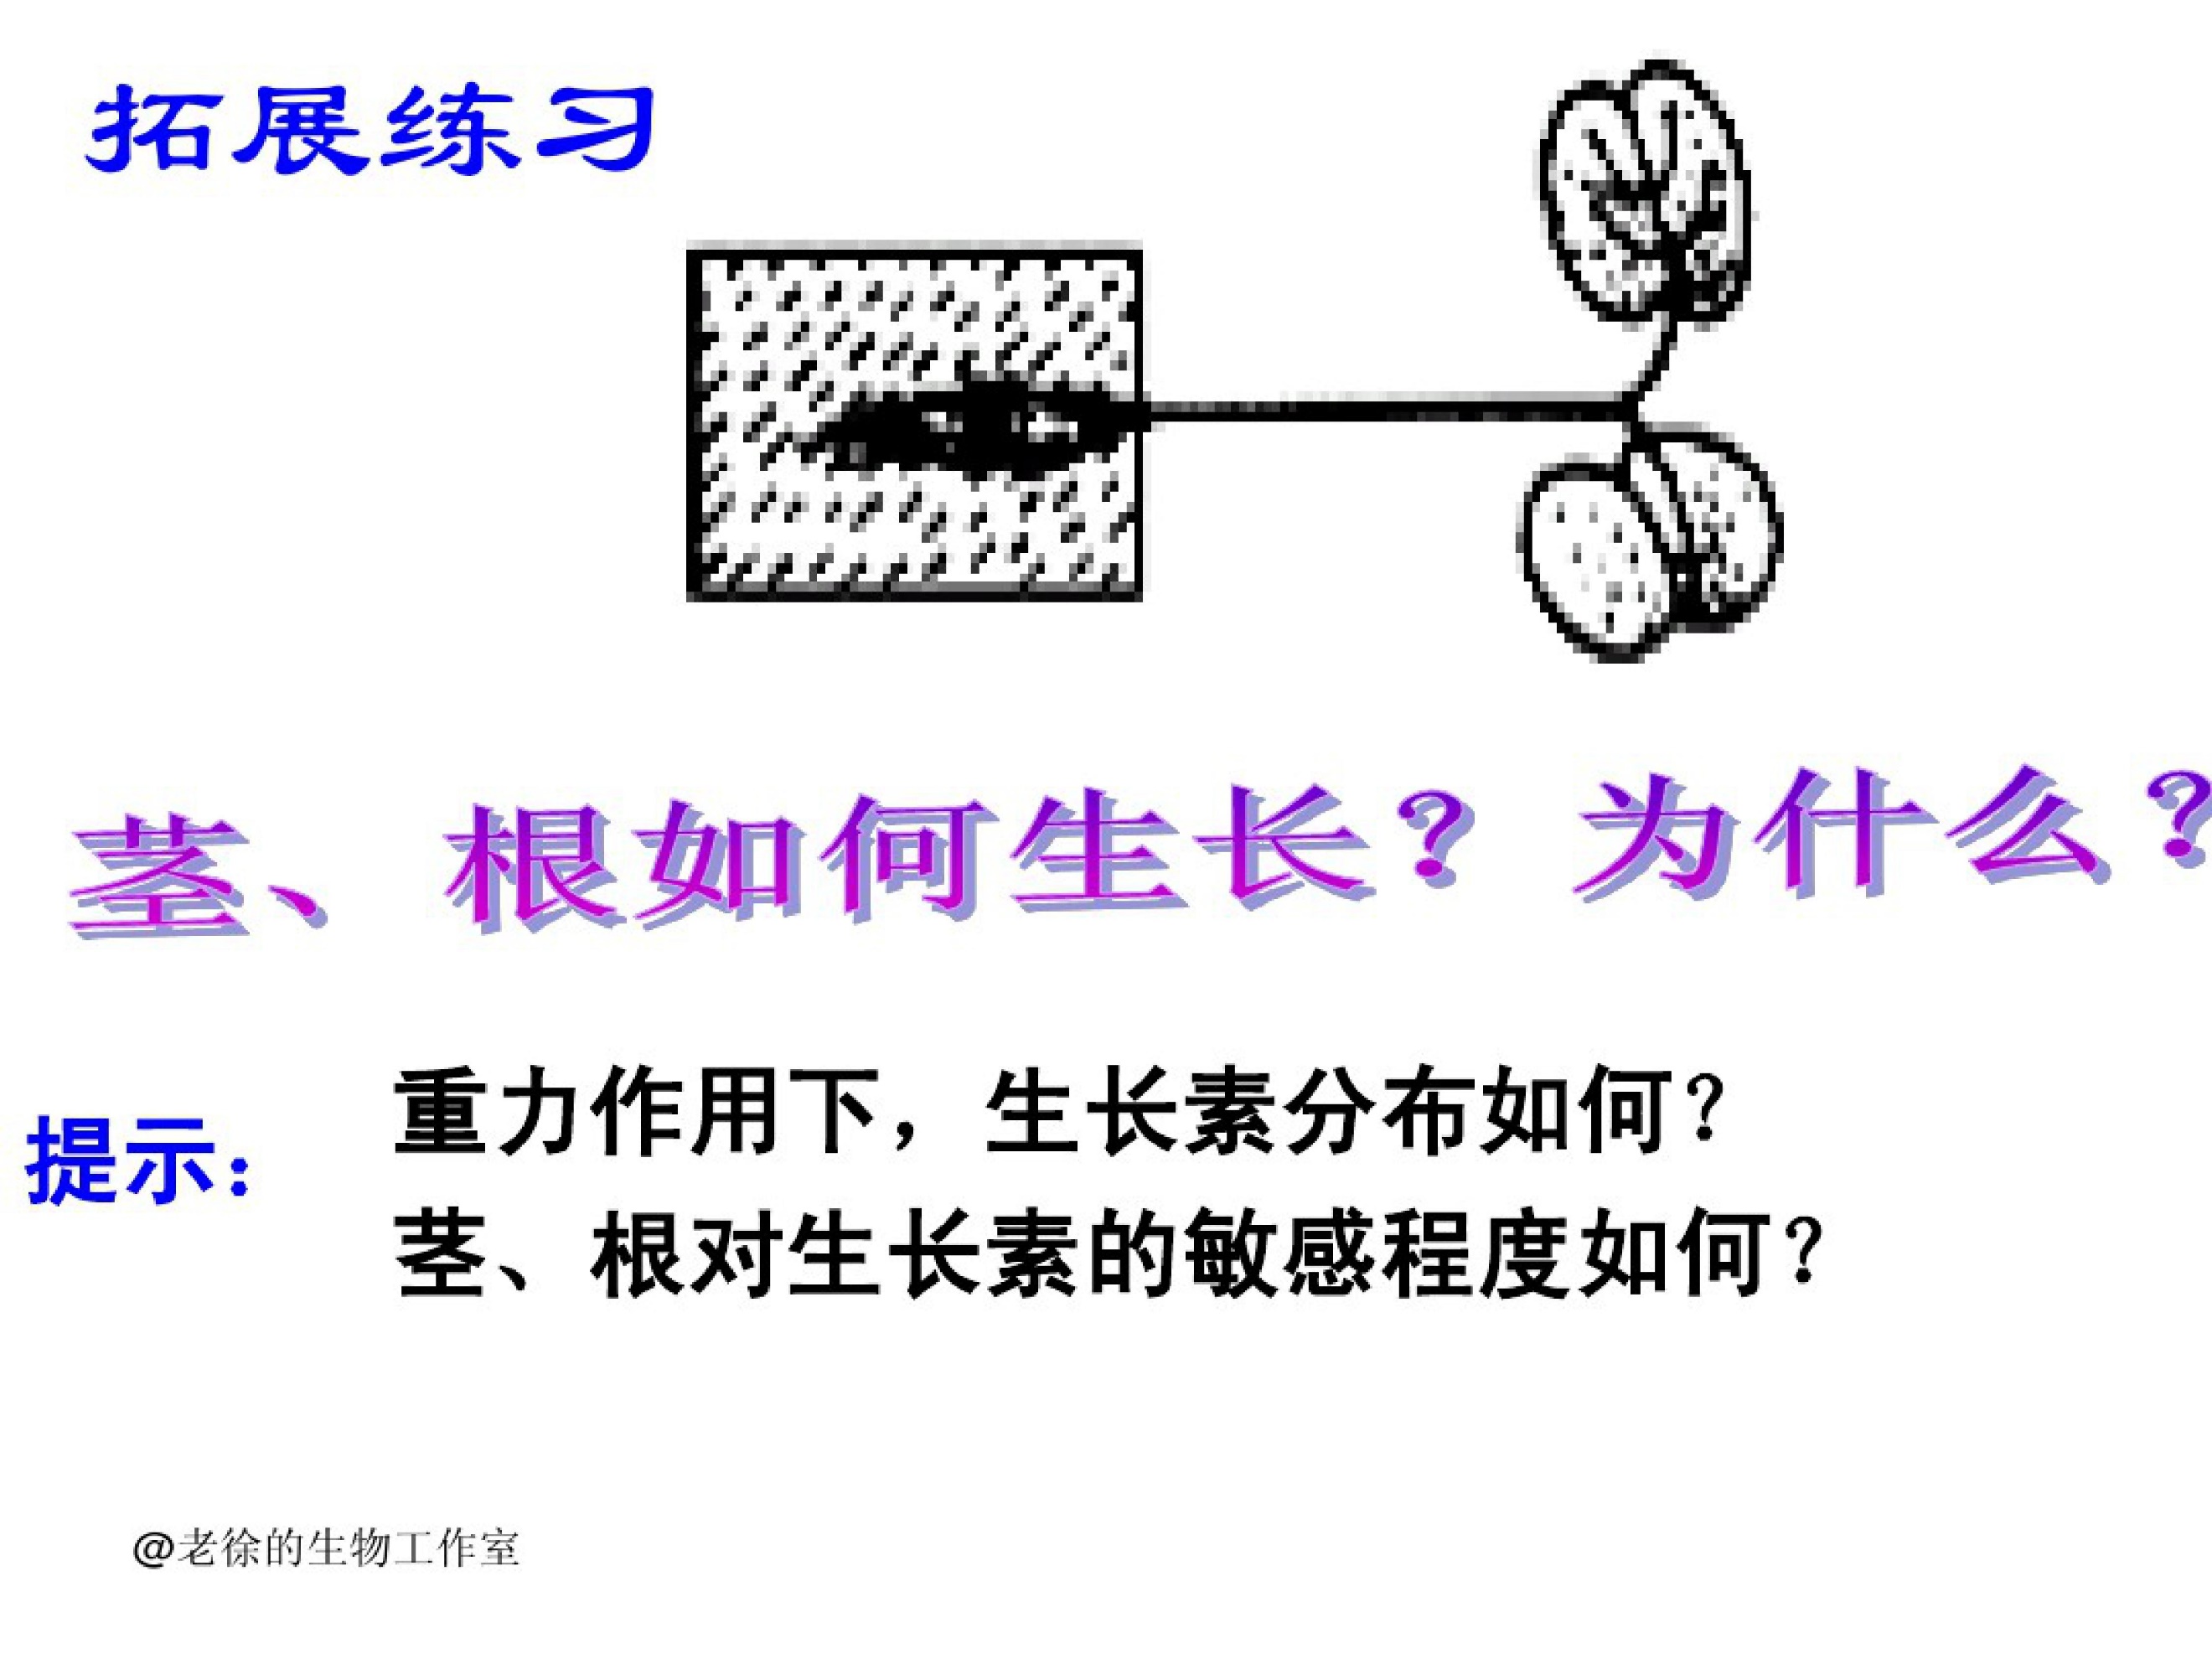 拓展练习
茎、根如何生长？为什么？
重力作用下，生长素分布如何？
提示：
茎、根对生长素的敏感程度如何？
@老徐的生物工作室